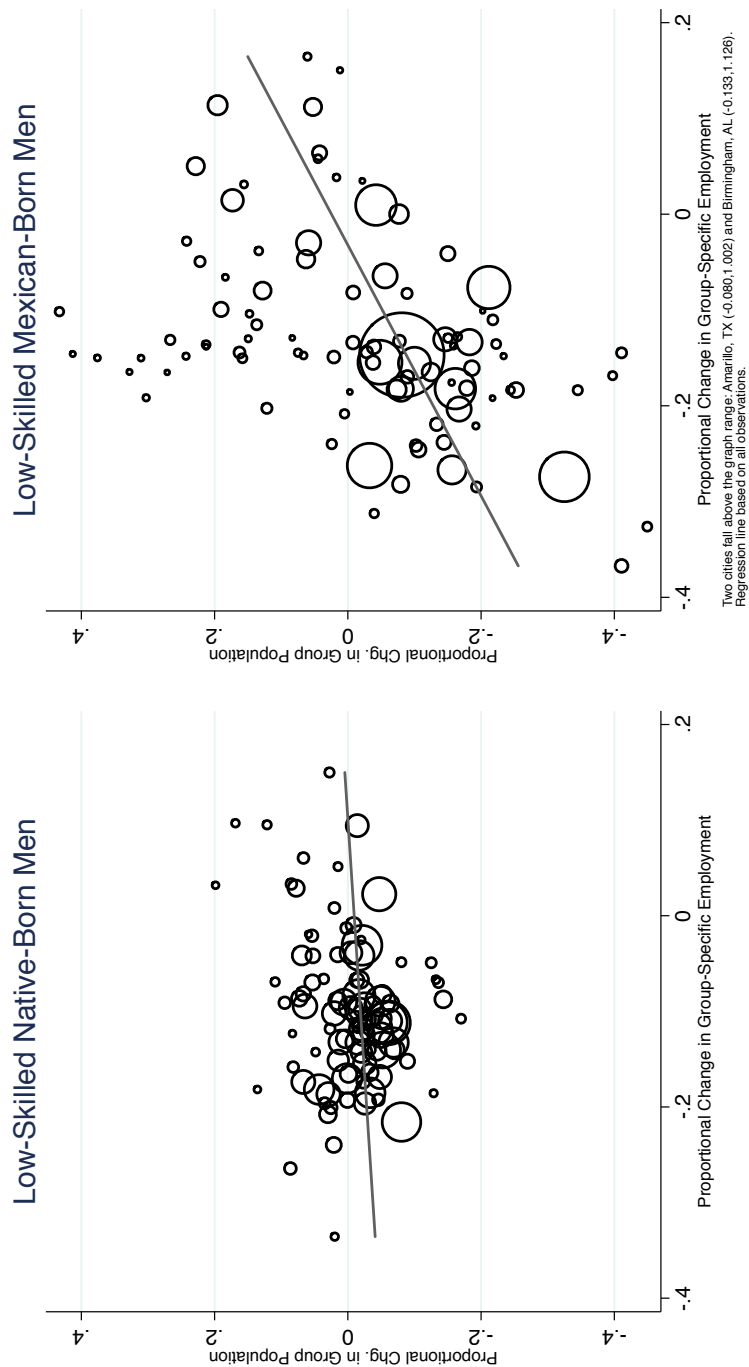 Low-Skilled Native-Born Men
Proportional Chg. in Group Population
.4
.2
0
-.2
-.4
-.4
-.2
0
.2
Proportional Change in Group-Specific Employment
Low-Skilled Mexican-Born Men
Proportional Chg. in Group Population
.4
.2
0
-.2
-.4
-.4
-.2
0
.2
Proportional Change in Group-Specific Employment
Two cities fall above the graph range: Amarillo, TX (-0.080,1.002) and Birmingham, AL (-0.133,1.126).
Regression line based on all observations.